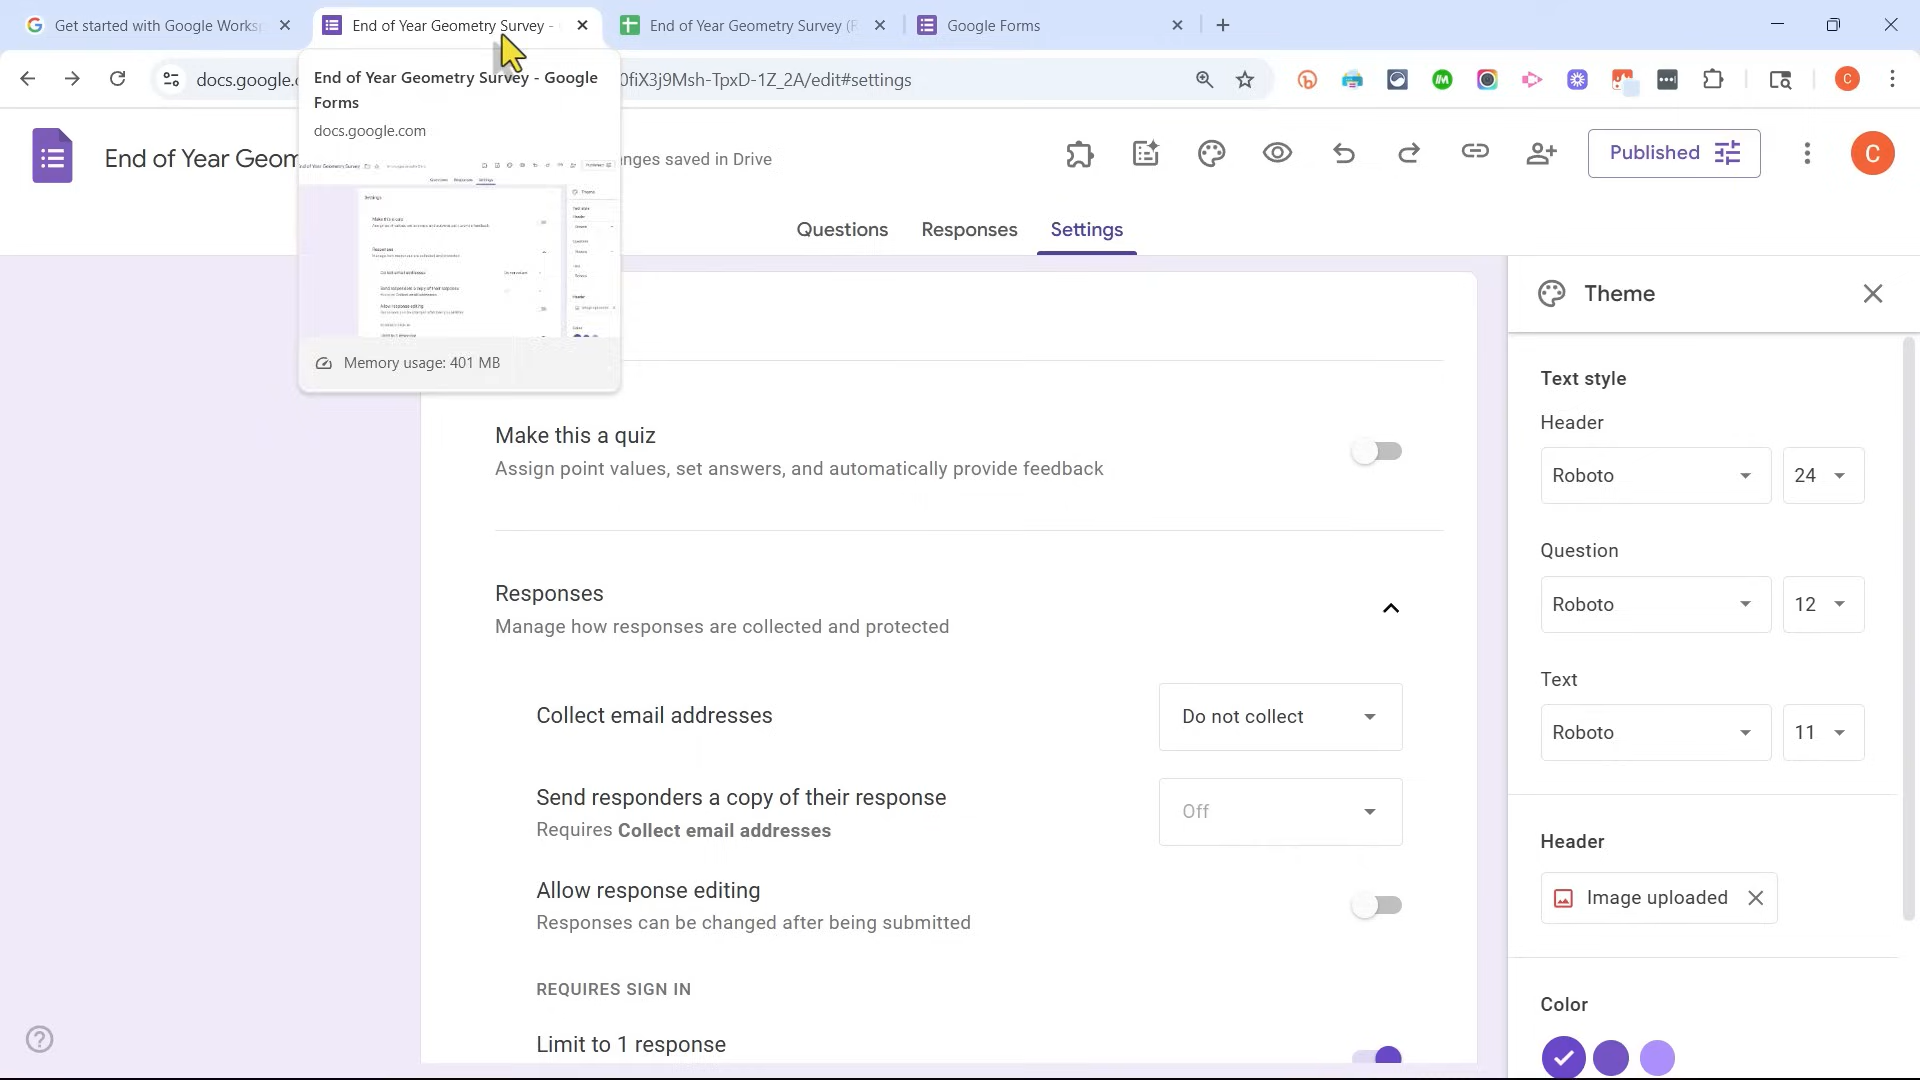 Get started with Google Works
End of Year Geometry Survey -
End of Year Geometry Survey (R
Google Forms
docs.google.c
0fiX3j9Msh-TpxD-1Z_2A/edit#settings
C
End of Year Geometry Survey - Google
Forms
docs.google.com
Memory usage: 401 MB
End of Year Geom
nges saved in Drive
Published
C
Questions
Responses
Settings
Make this a quiz
Assign point values, set answers, and automatically provide feedback
Responses
Manage how responses are collected and protected
Collect email addresses
Do not collect
Send responders a copy of their response
Requires Collect email addresses
Off
Allow response editing
Responses can be changed after being submitted
REQUIRES SIGN IN
Limit to 1 response
Theme
Text style
Header
Roboto
24
Question
Roboto
12
Text
Roboto
11
Header
Image uploaded
Color